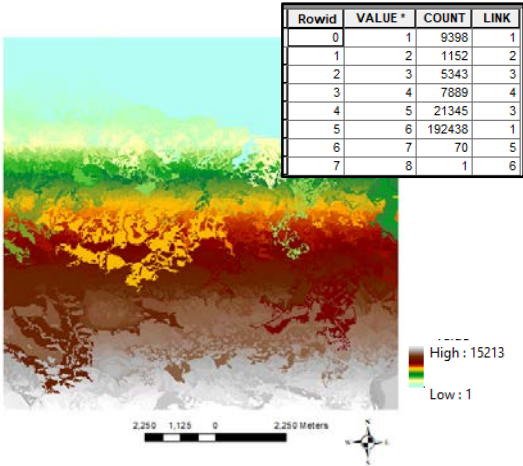 Rowid VALUE * COUNT LINK
0 1 9398 1
1 2 1152 2
2 3 5343 3
3 4 7889 4
4 5 21345 3
5 6 192438 1
6 7 70 5
7 8 1 6
High : 15213
Low : 1
2,250 1,125 0 2,250 Meters
N
W E
S